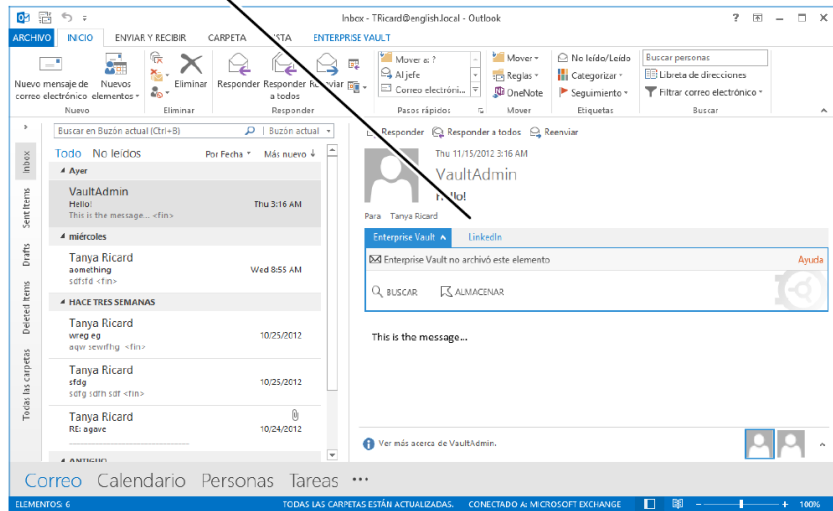 Inbox - TRicard@english.local - Outlook
ARCHIVO INICIO ENVIAR Y RECIBIR CARPETA ENTERPRISE VAULT
Nuevo mensaje de correo electrónico
Nuevos elementos
Nuevo
Eliminar
Eliminar
Responder
Responder a todos
Reenviar
Responder
Mover a: ?
Al jefe
Correo electróni...
Pasos rápidos
Mover
Reglas
OneNote
Mover
No leído/Leído
Categorizar
Seguimiento
Etiquetas
Buscar personas
Libreta de direcciones
Filtrar correo electrónico
Buscar
Inbox
Sent Items
Drafts
Deleted Items
Todas las carpetas
Buscar en Buzón actual (Ctrl+B) Buzón actual
Todo No leídos Por Fecha Más nuevo
Ayer
VaultAdmin
Hello! Thu 3:16 AM
This is the message... <fin>
miércoles
Tanya Ricard
aomething Wed 8:55 AM
sdfsfd <fin>
HACE TRES SEMANAS
Tanya Ricard
wreg eg 10/25/2012
<fin>
Tanya Ricard
sfdg 10/25/2012
sdfg sdfh sdf <fin>
Tanya Ricard
RE: agave 10/24/2012
ANTIGUO
Responder Responder a todos Reenviar
Thu 11/15/2012 3:16 AM
VaultAdmin
Hello!
Para Tanya Ricard
Enterprise Vault LinkedIn
Enterprise Vault no archivó este elemento Ayuda
BUSCAR ALMACENAR
This is the message...
Ver más acerca de VaultAdmin.
Correo Calendario Personas Tareas ...
ELEMENTOS: 6 TODAS LAS CARPETAS ESTÁN ACTUALIZADAS. CONECTADO A: MICROSOFT EXCHANGE 100%